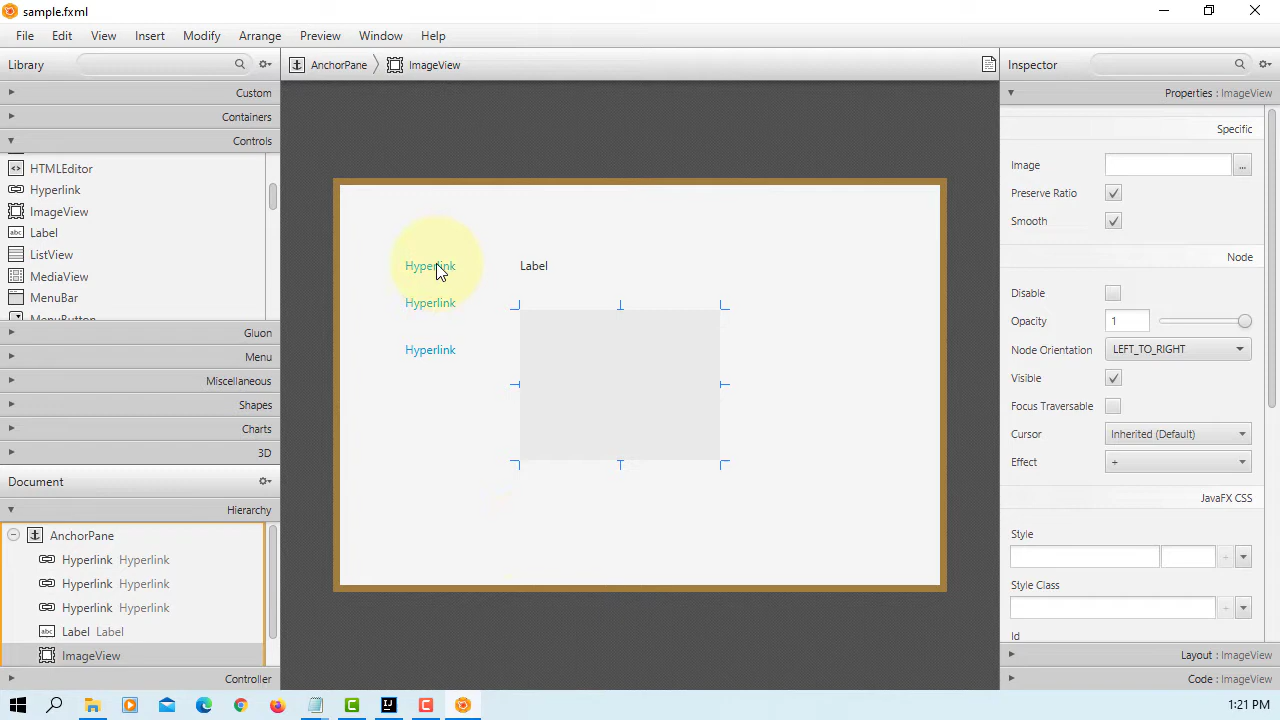 sample.fxml
File Edit View Insert Modify Arrange Preview Window Help
Library
Custom
Containers
Controls
HTMLEditor
Hyperlink
ImageView
Label
ListView
MediaView
MenuBar
MenuButton
Gluon
Menu
Miscellaneous
Shapes
Charts
3D
Document
Hierarchy
AnchorPane
Hyperlink Hyperlink
Hyperlink Hyperlink
Hyperlink Hyperlink
Label Label
ImageView
Controller
AnchorPane ImageView
Hyperlink Label
Hyperlink
Hyperlink
Inspector
Properties : ImageView
Specific
Image ...
Preserve Ratio
Smooth
Node
Disable
Opacity 1
Node Orientation LEFT_TO_RIGHT
Visible
Focus Traversable
Cursor Inherited (Default)
Effect +
JavaFX CSS
Style
+
Style Class
+
Id
Layout : ImageView
Code : ImageView
1:21 PM